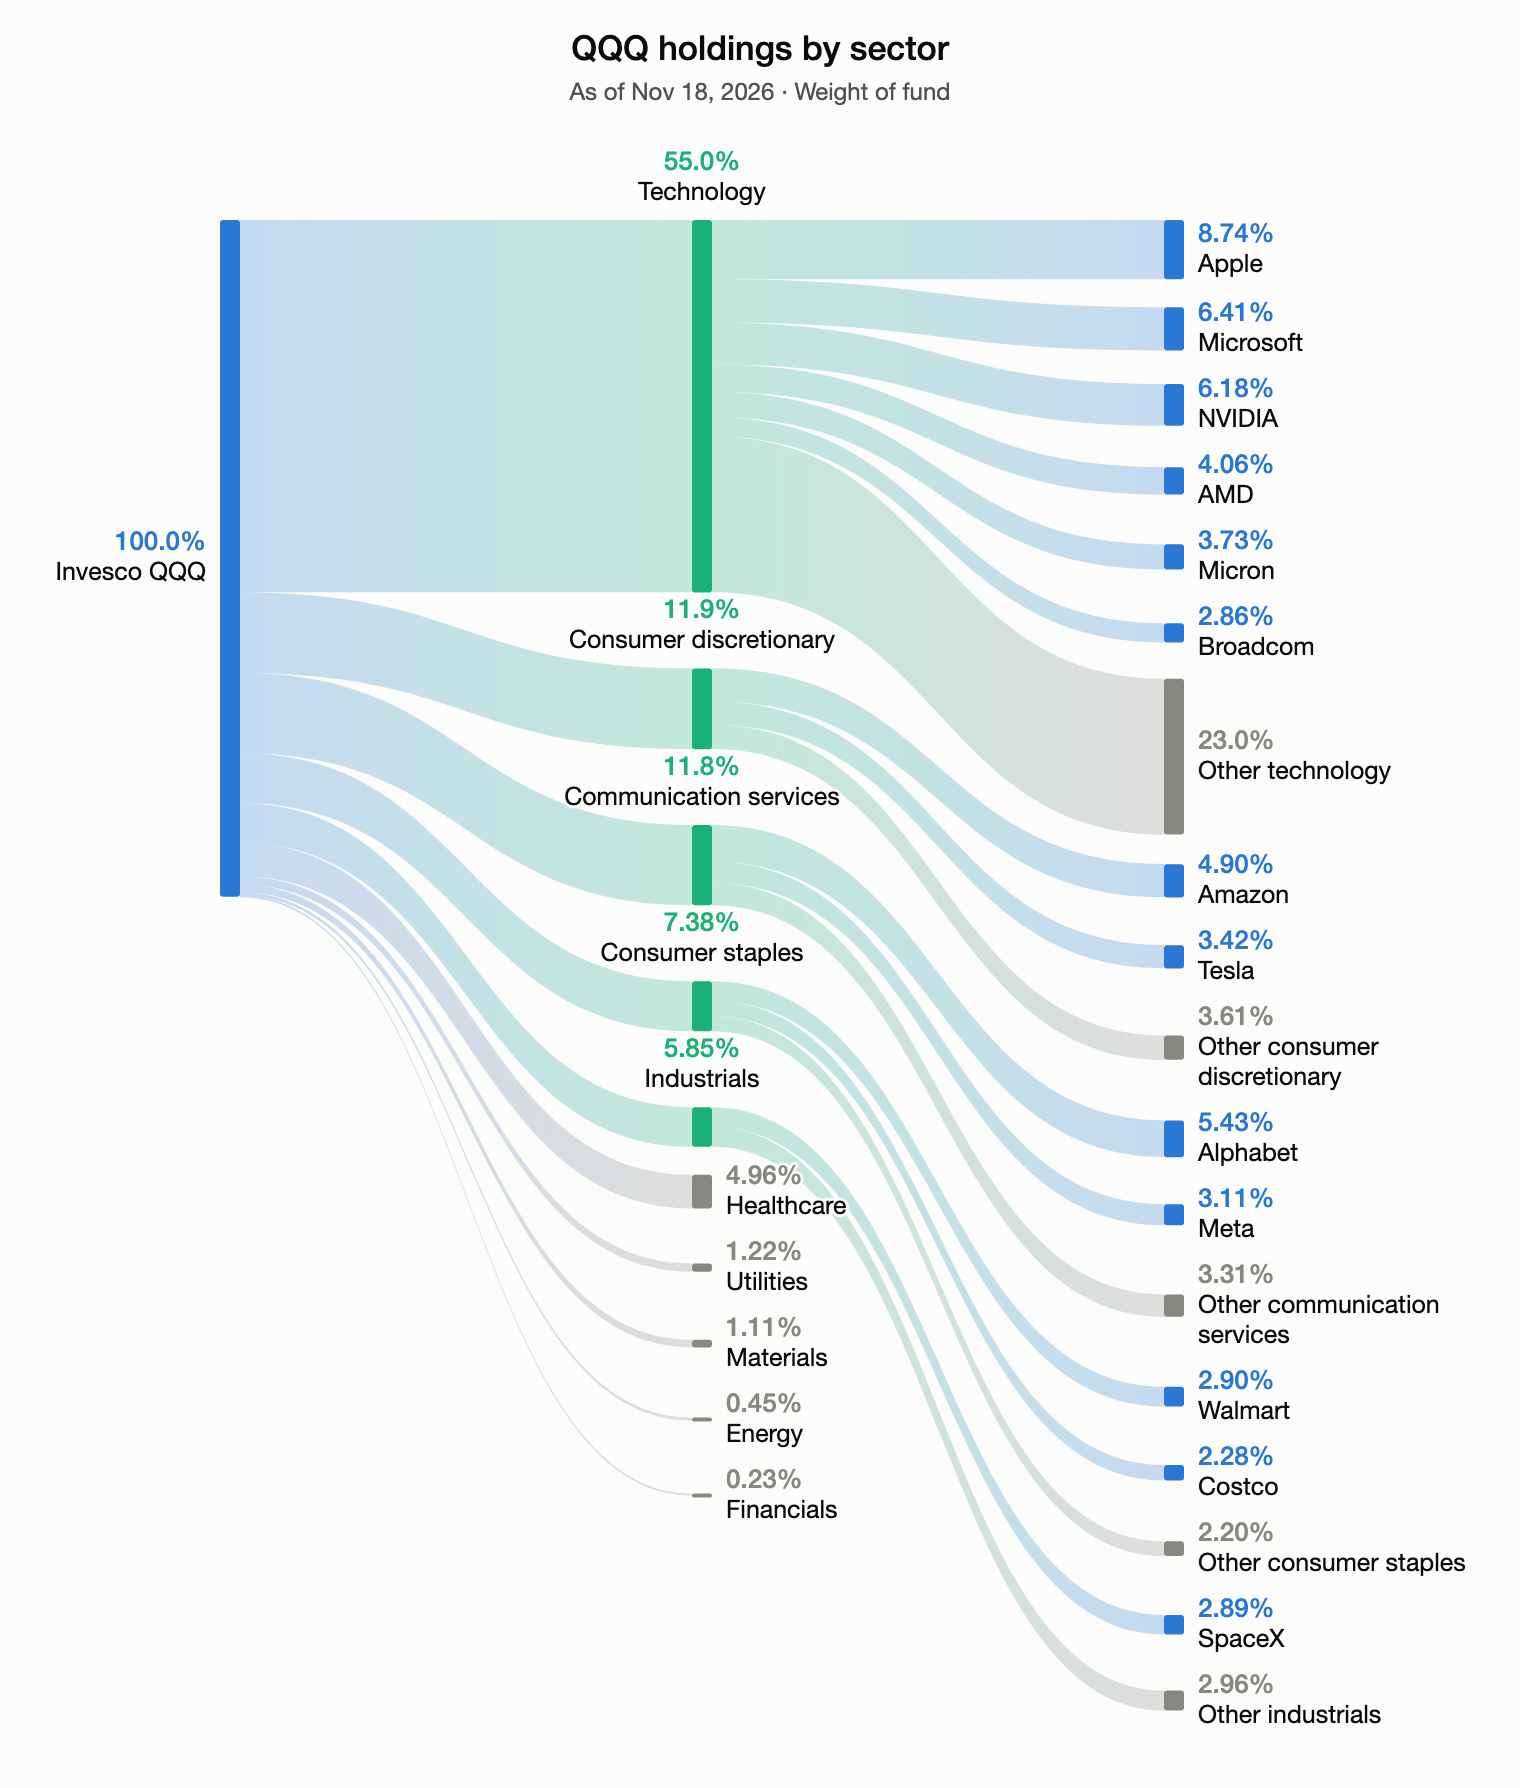 QQQ holdings by sector
As of Nov 18, 2026 · Weight of fund
100.0%
Invesco QQQ
55.0%
Technology
11.9%
Consumer discretionary
11.8%
Communication services
7.38%
Consumer staples
5.85%
Industrials
4.96%
Healthcare
1.22%
Utilities
1.11%
Materials
0.45%
Energy
0.23%
Financials
8.74%
Apple
6.41%
Microsoft
6.18%
NVIDIA
4.06%
AMD
3.73%
Micron
2.86%
Broadcom
23.0%
Other technology
4.90%
Amazon
3.42%
Tesla
3.61%
Other consumer
discretionary
5.43%
Alphabet
3.11%
Meta
3.31%
Other communication
services
2.90%
Walmart
2.28%
Costco
2.20%
Other consumer staples
2.89%
SpaceX
2.96%
Other industrials